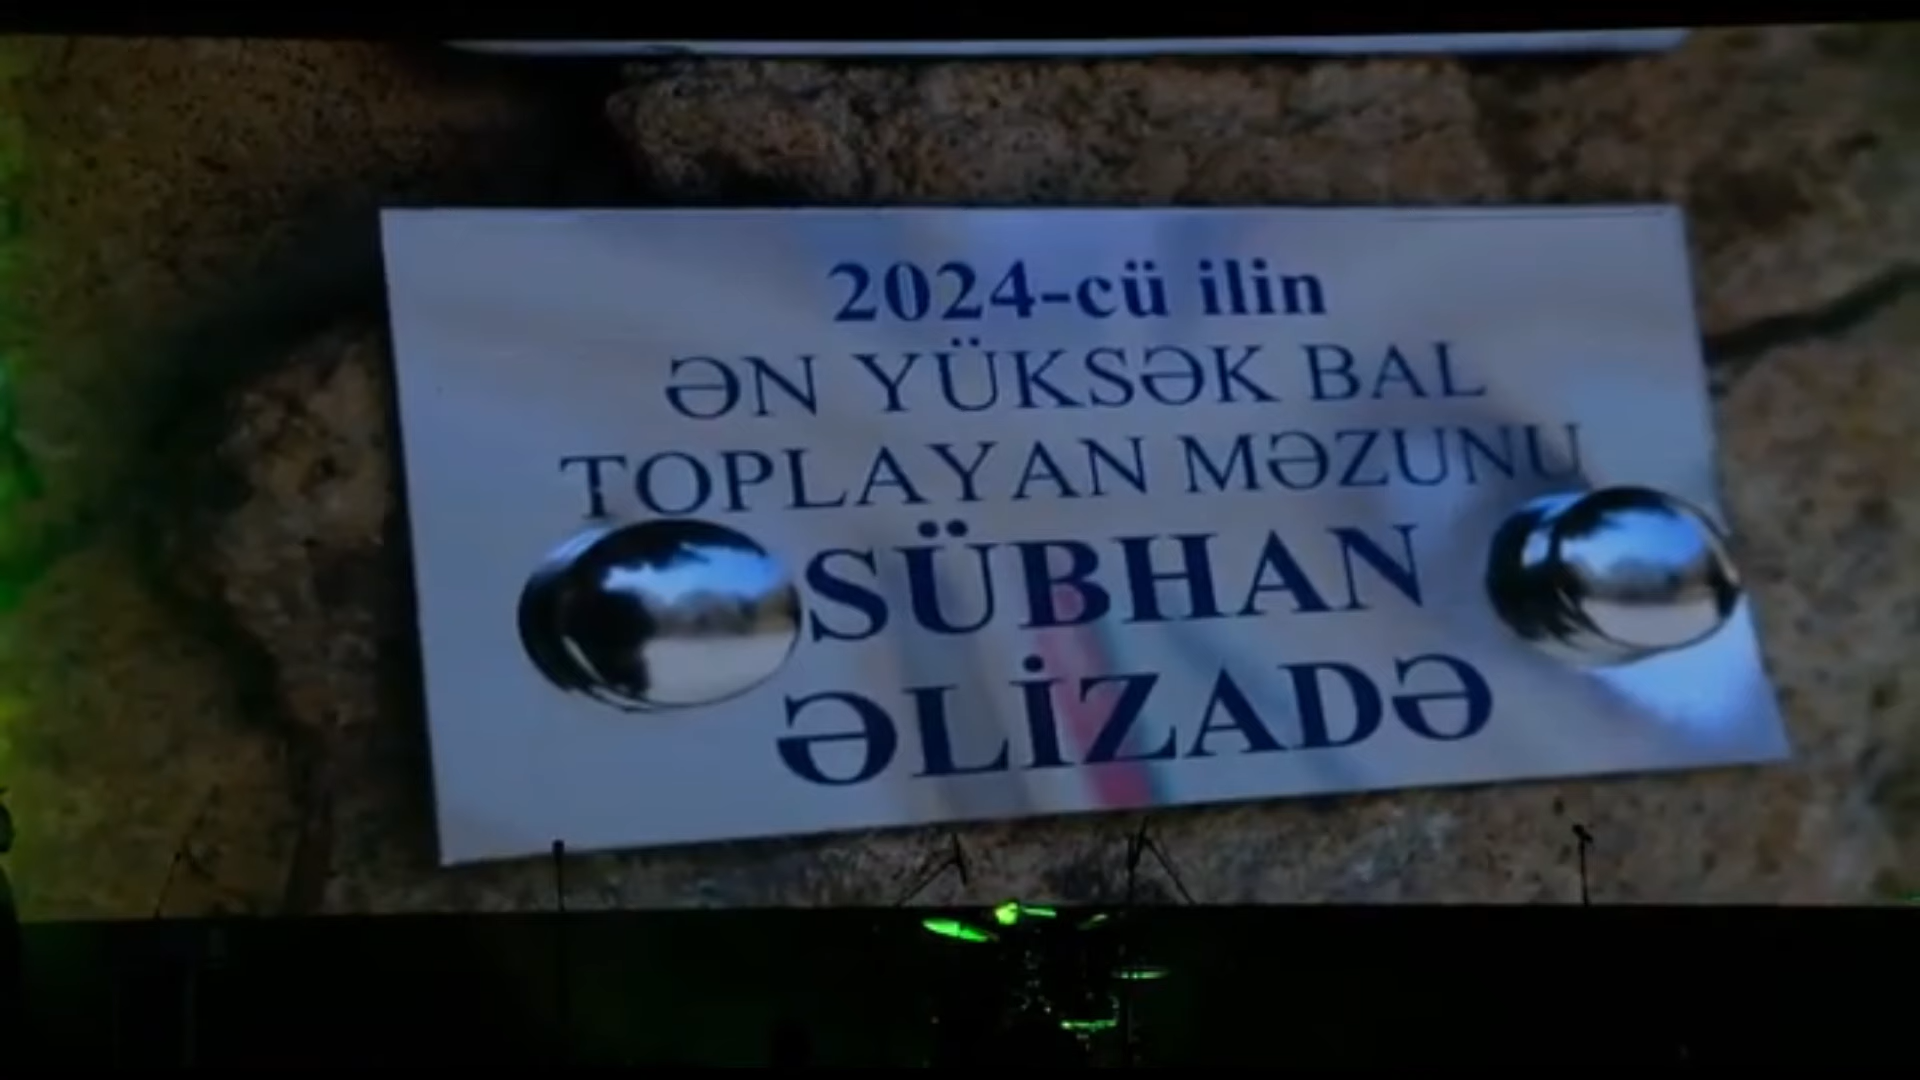 2024-cü ilin
ƏN YÜKSƏK BAL
TOPLAYAN MƏZUNU
SÜBHAN
ƏLİZADƏ